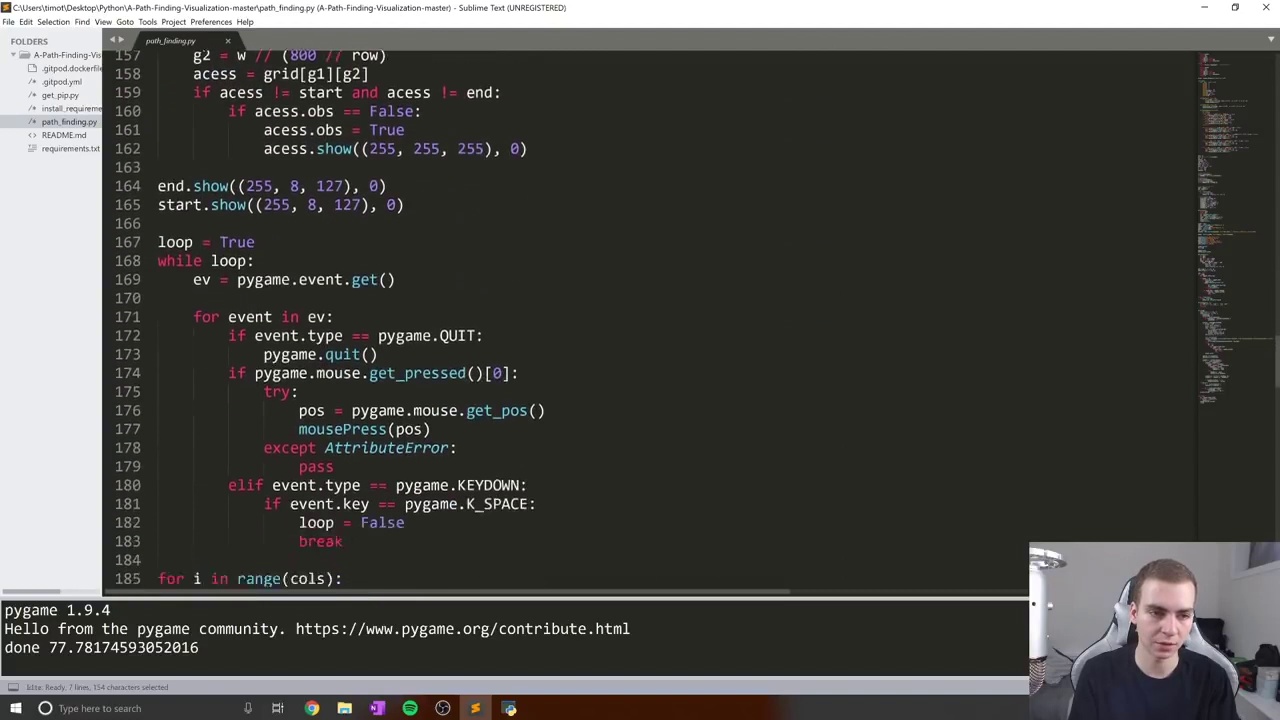 C:\Users\timot\Desktop\Python\A-Path-Finding-Visualization-master\path_finding.py (A-Path-Finding-Visualization-master) - Sublime Text (UNREGISTERED)
File Edit Selection Find View Goto Tools Project Preferences Help
FOLDERS
A-Path-Finding-Vis
.gitpod.dockerfile
.gitpod.yml
get_pip.py
install_requireme
path_finding.py
README.md
requirements.txt
path_finding.py
157 g2 = w // (800 // row)
158 acess = grid[g1][g2]
159 if acess != start and acess != end:
160 if acess.obs == False:
161 acess.obs = True
162 acess.show((255, 255, 255), 0)
163
164 end.show((255, 8, 127), 0)
165 start.show((255, 8, 127), 0)
166
167 loop = True
168 while loop:
169 ev = pygame.event.get()
170
171 for event in ev:
172 if event.type == pygame.QUIT:
173 pygame.quit()
174 if pygame.mouse.get_pressed()[0]:
175 try:
176 pos = pygame.mouse.get_pos()
177 mousePress(pos)
178 except AttributeError:
179 pass
180 elif event.type == pygame.KEYDOWN:
181 if event.key == pygame.K_SPACE:
182 loop = False
183 break
184
185 for i in range(cols):
pygame 1.9.4
Hello from the pygame community. https://www.pygame.org/contribute.html
done 77.78174593052016
7 lines, 154 characters selected
Type here to search